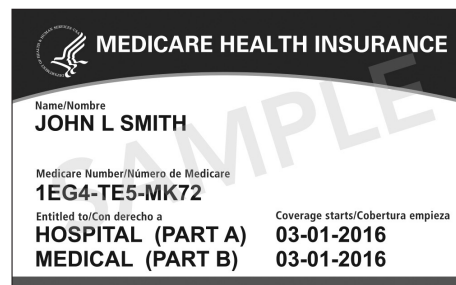 MEDICARE HEALTH INSURANCE
SAMPLE
Name/Nombre
JOHN L SMITH
Medicare Number/Número de Medicare
1EG4-TE5-MK72
Entitled to/Con derecho a Coverage starts/Cobertura empieza
HOSPITAL (PART A) 03-01-2016
MEDICAL (PART B) 03-01-2016